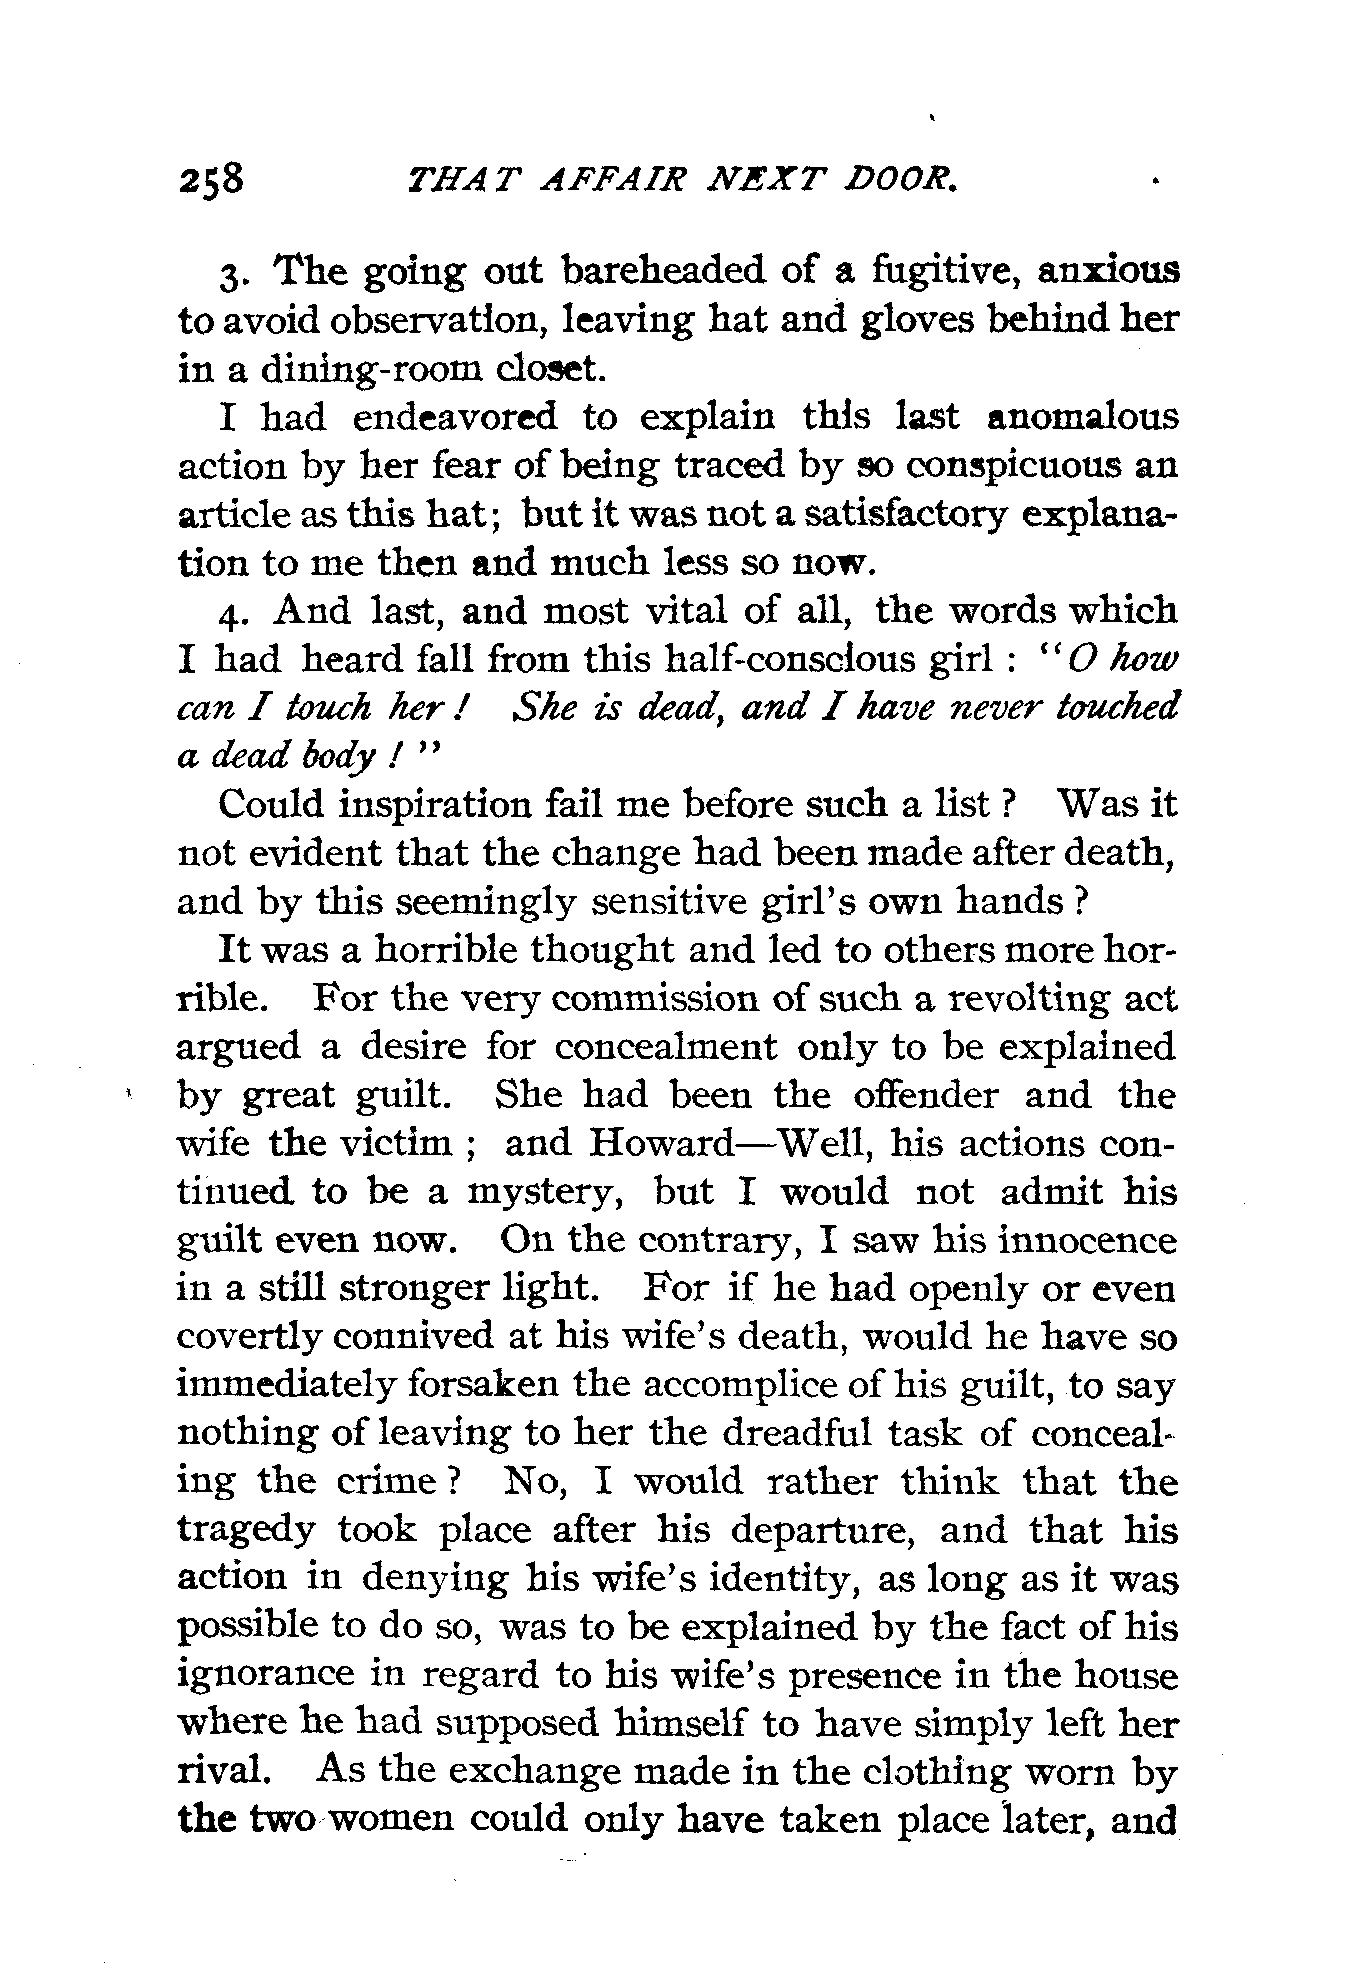 258 THAT AFFAIR NEXT DOOR.
3. The going out bareheaded of a fugitive, anxious
to avoid observation, leaving hat and gloves behind her
in a dining-room closet.
I had endeavored to explain this last anomalous
action by her fear of being traced by so conspicuous an
article as this hat; but it was not a satisfactory explana-
tion to me then and much less so now.
4. And last, and most vital of all, the words which
I had heard fall from this half-conscious girl : "O how
can I touch her ! She is dead, and I have never touched
a dead body ! "
Could inspiration fail me before such a list ? Was it
not evident that the change had been made after death,
and by this seemingly sensitive girl's own hands ?
It was a horrible thought and led to others more hor-
rible. For the very commission of such a revolting act
argued a desire for concealment only to be explained
by great guilt. She had been the offender and the
wife the victim ; and Howard—Well, his actions con-
tinued to be a mystery, but I would not admit his
guilt even now. On the contrary, I saw his innocence
in a still stronger light. For if he had openly or even
covertly connived at his wife's death, would he have so
immediately forsaken the accomplice of his guilt, to say
nothing of leaving to her the dreadful task of conceal-
ing the crime ? No, I would rather think that the
tragedy took place after his departure, and that his
action in denying his wife's identity, as long as it was
possible to do so, was to be explained by the fact of his
ignorance in regard to his wife's presence in the house
where he had supposed himself to have simply left her
rival. As the exchange made in the clothing worn by
the two women could only have taken place later, and